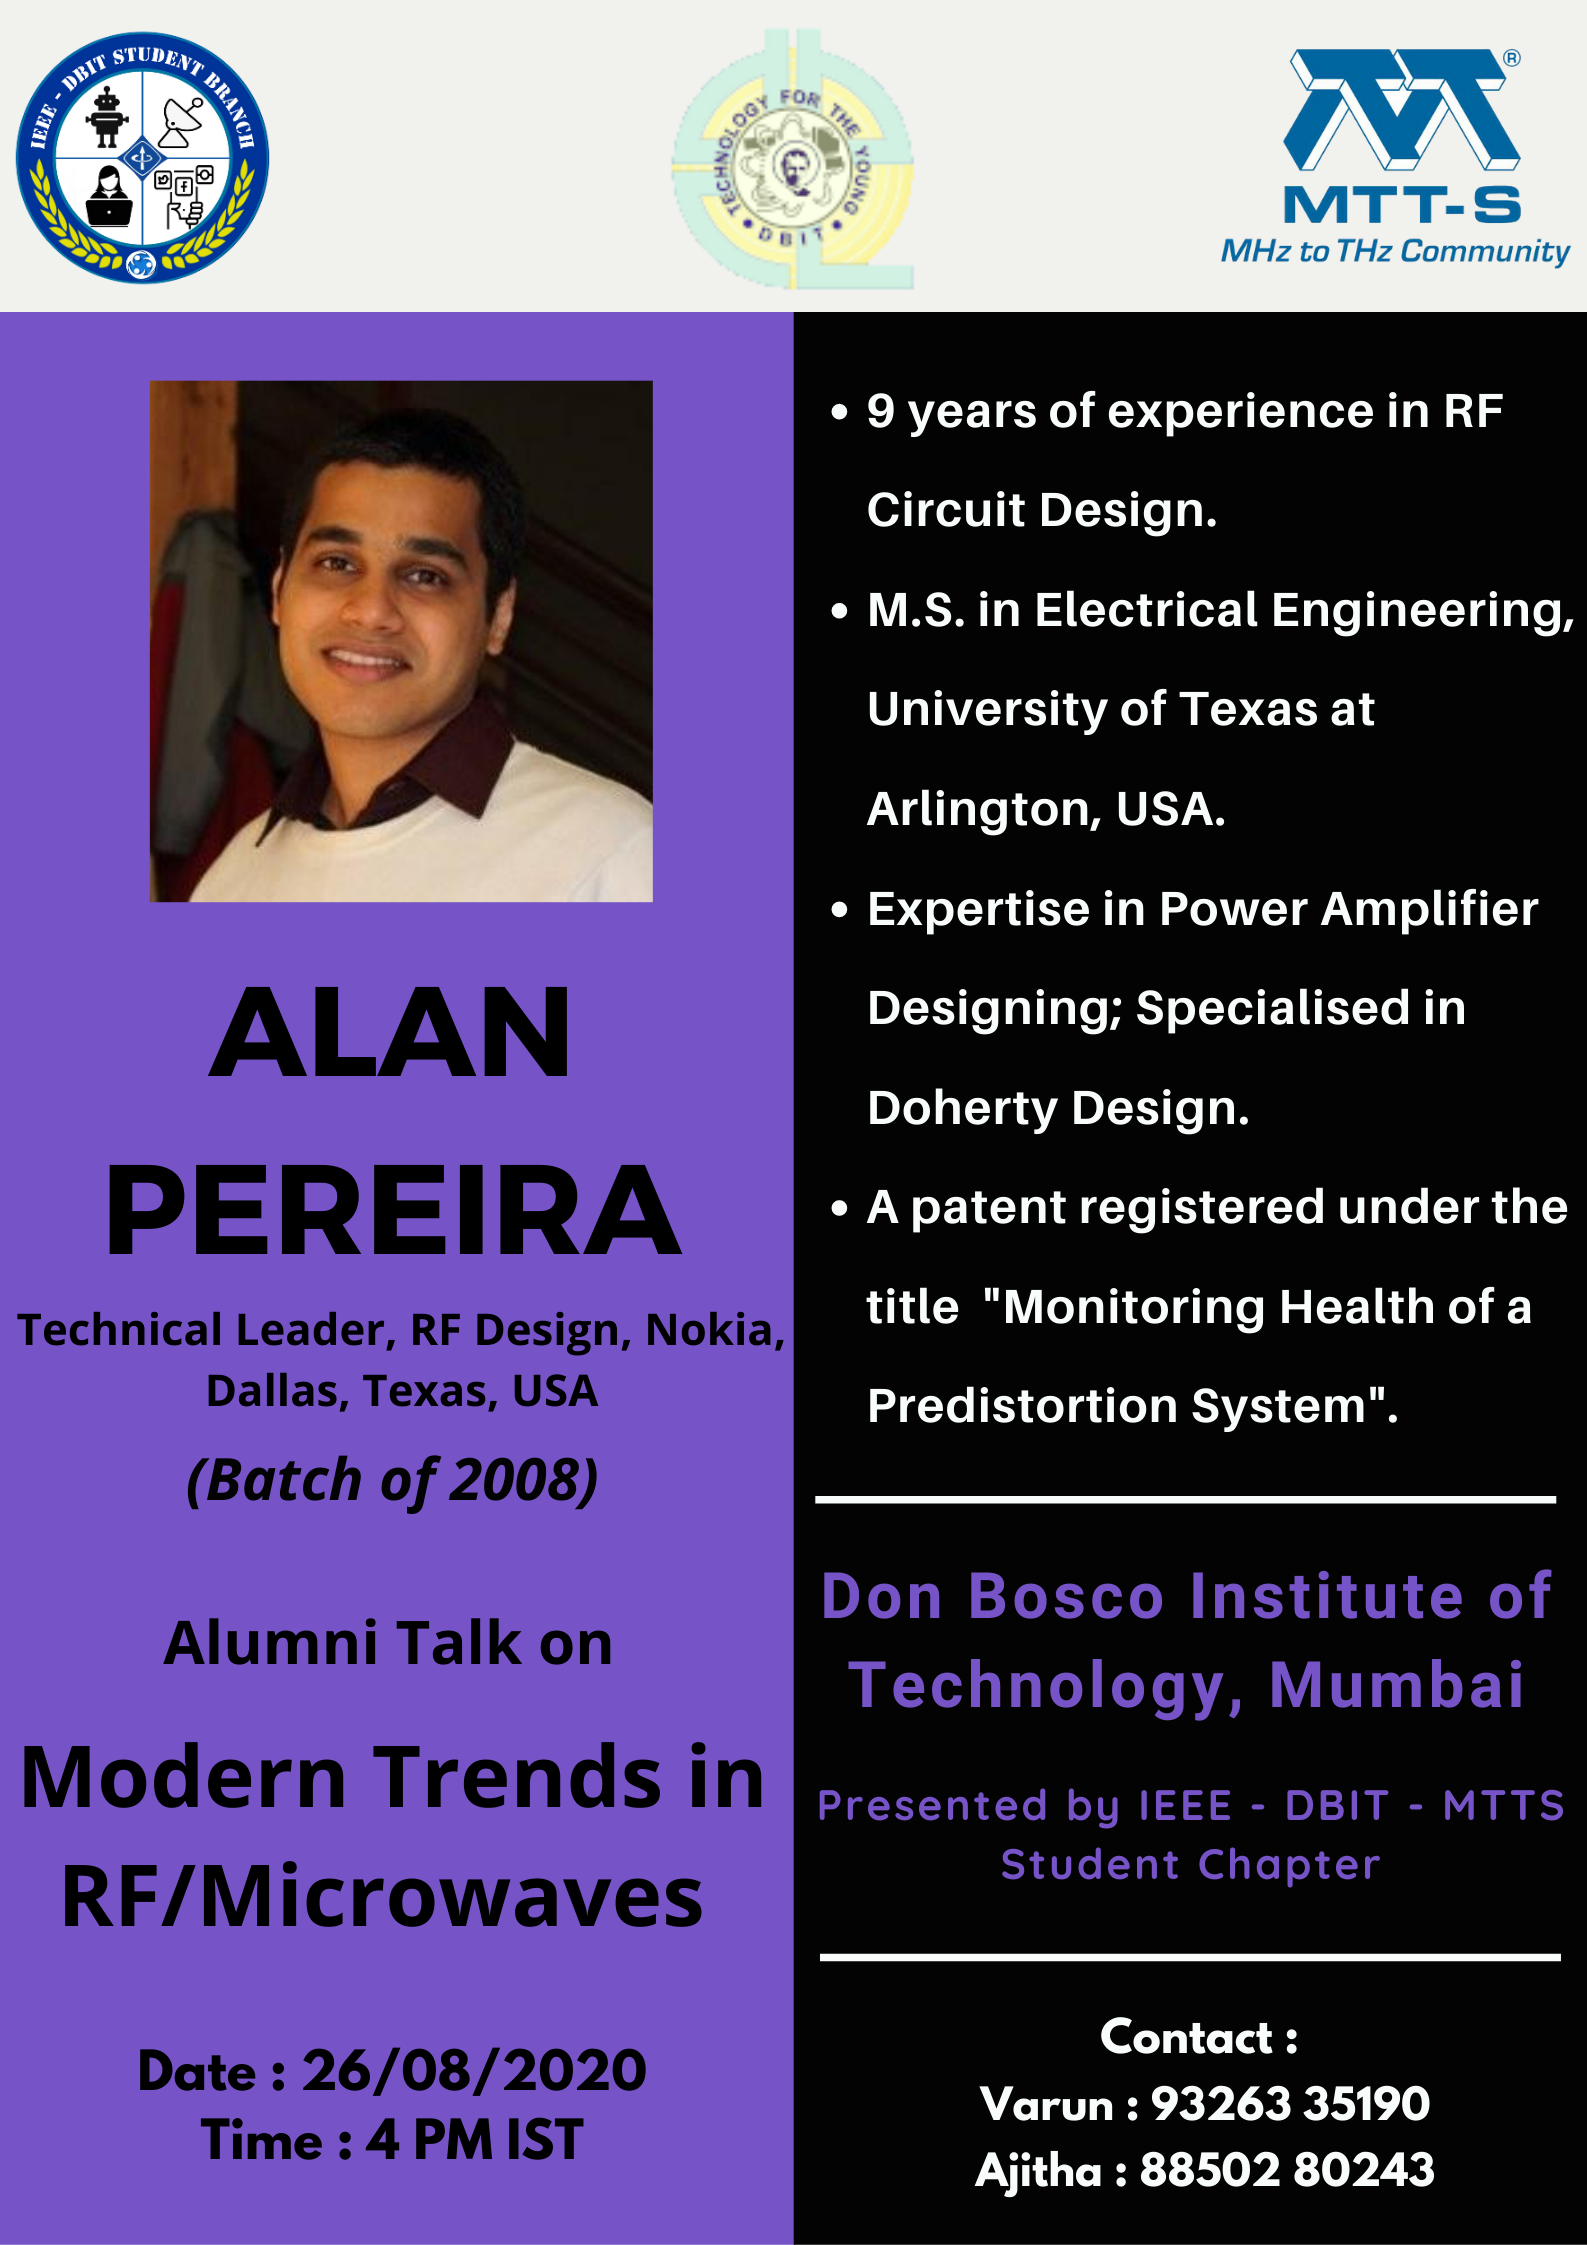 IEEE - DBIT STUDENT BRANCH
TECHNOLOGY FOR THE YOUNG
DBIT
®
MTT-S
MHz to THz Community
ALAN
PEREIRA
Technical Leader, RF Design, Nokia,
Dallas, Texas, USA
(Batch of 2008)
Alumni Talk on
Modern Trends in
RF/Microwaves
Date : 26/08/2020
Time : 4 PM IST
• 9 years of experience in RF
Circuit Design.
• M.S. in Electrical Engineering,
University of Texas at
Arlington, USA.
• Expertise in Power Amplifier
Designing; Specialised in
Doherty Design.
• A patent registered under the
title "Monitoring Health of a
Predistortion System".
Don Bosco Institute of
Technology, Mumbai
Presented by IEEE - DBIT - MTTS
Student Chapter
Contact :
Varun : 93263 35190
Ajitha : 88502 80243